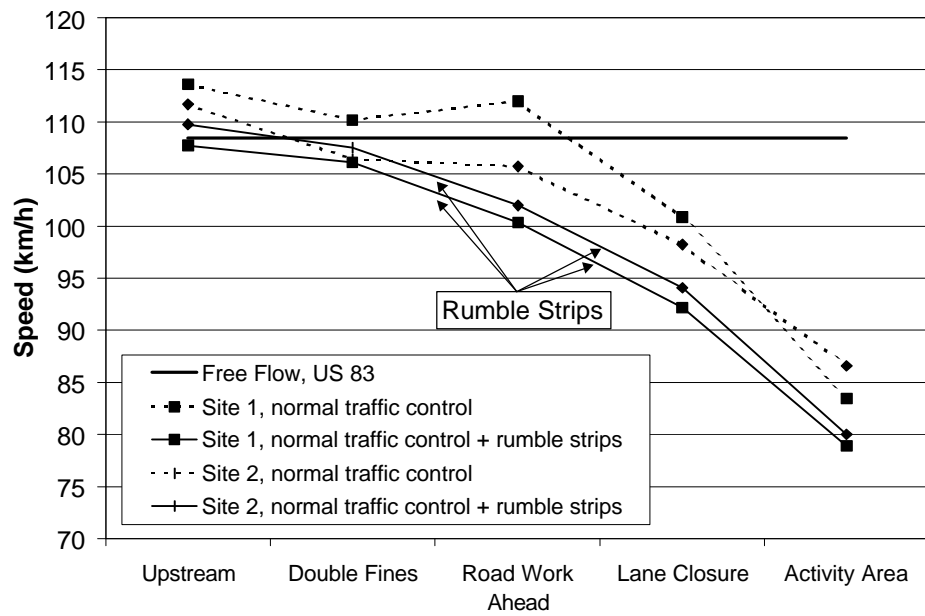 120
115
110
105
100
95
90
85
80
75
70
Speed (km/h)
Rumble Strips
Free Flow, US 83
Site 1, normal traffic control
Site 1, normal traffic control + rumble strips
Site 2, normal traffic control
Site 2, normal traffic control + rumble strips
Upstream
Double Fines
Road Work
Ahead
Lane Closure
Activity Area